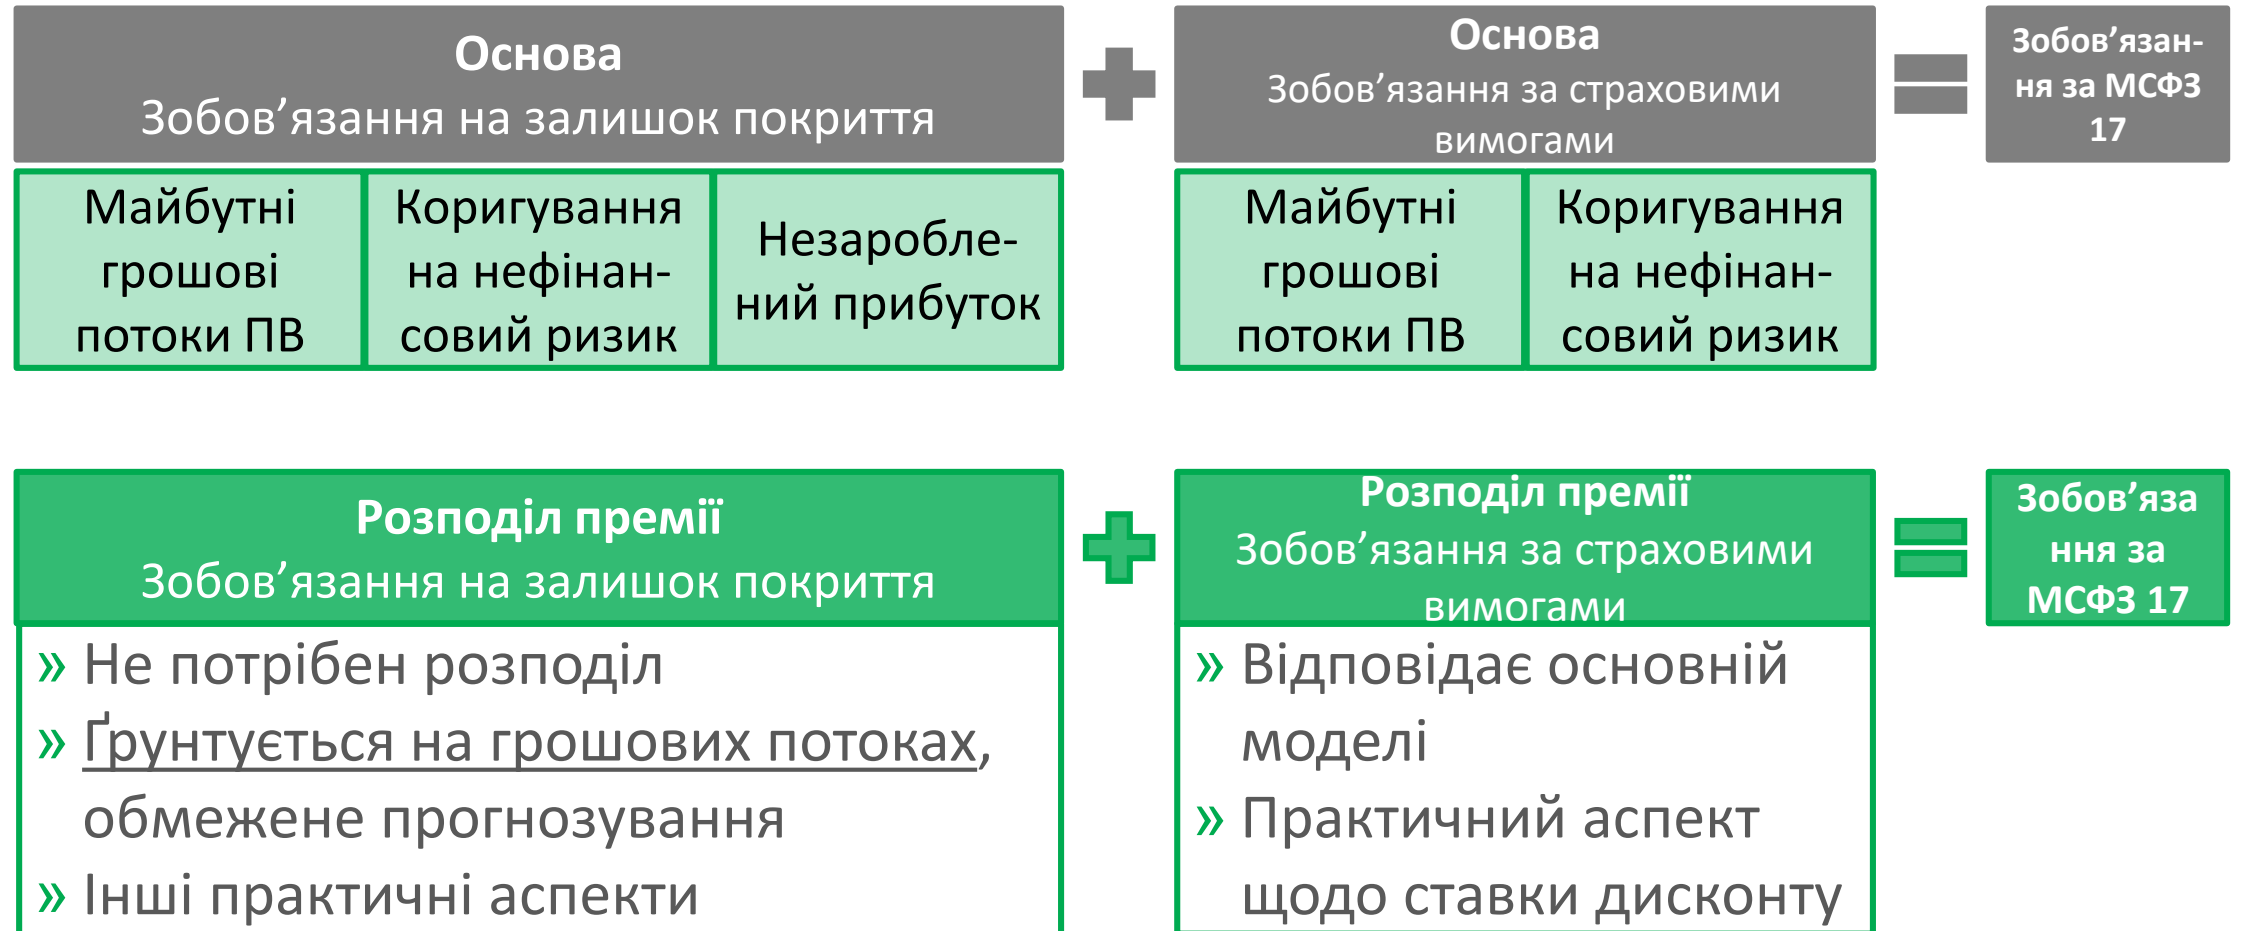 Основа
Зобов’язання на залишок покриття
Основа
Зобов’язання за страховими
вимогами
Зобов’язан-
ня за МСФЗ
17
Майбутні
грошові
потоки ПВ
Коригування
на нефінан-
совий ризик
Незаробле-
ний прибуток
Майбутні
грошові
потоки ПВ
Коригування
на нефінан-
совий ризик
Розподіл премії
Зобов’язання на залишок покриття
Розподіл премії
Зобов’язання за страховими
вимогами
Зобов’яза
ння за
МСФЗ 17
» Не потрібен розподіл
» Ґрунтується на грошових потоках,
обмежене прогнозування
» Інші практичні аспекти
» Відповідає основній
моделі
» Практичний аспект
щодо ставки дисконту